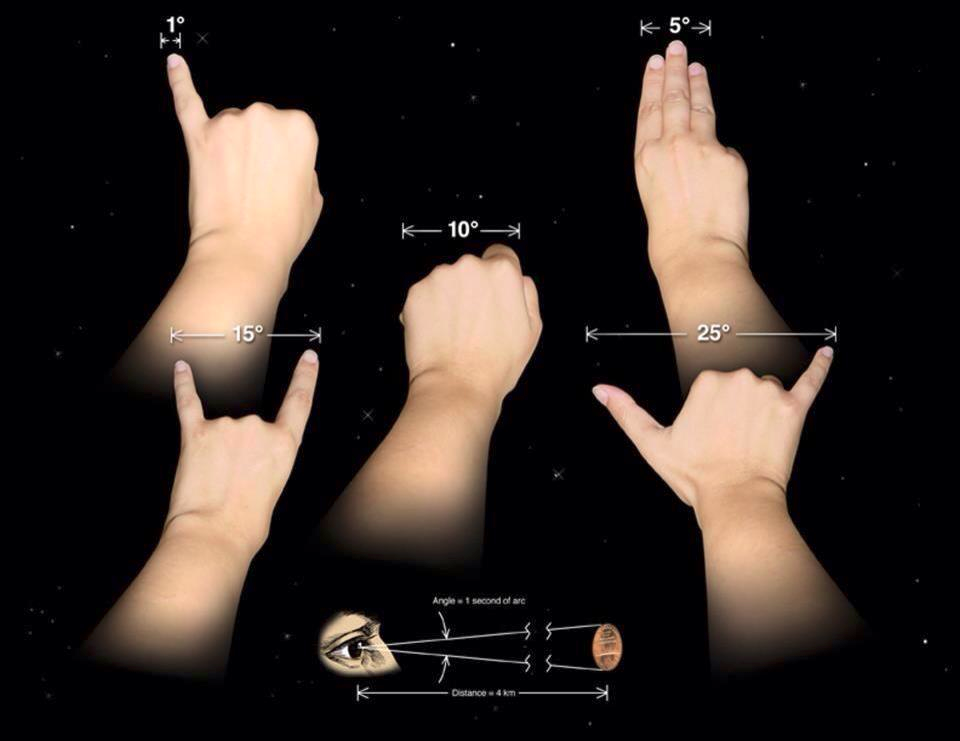 1°
5°
10°
15°
25°
Angle = 1 second of arc
Distance = 4 km